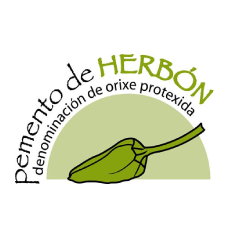 pemento de HERBÓN
denominación de orixe protexida